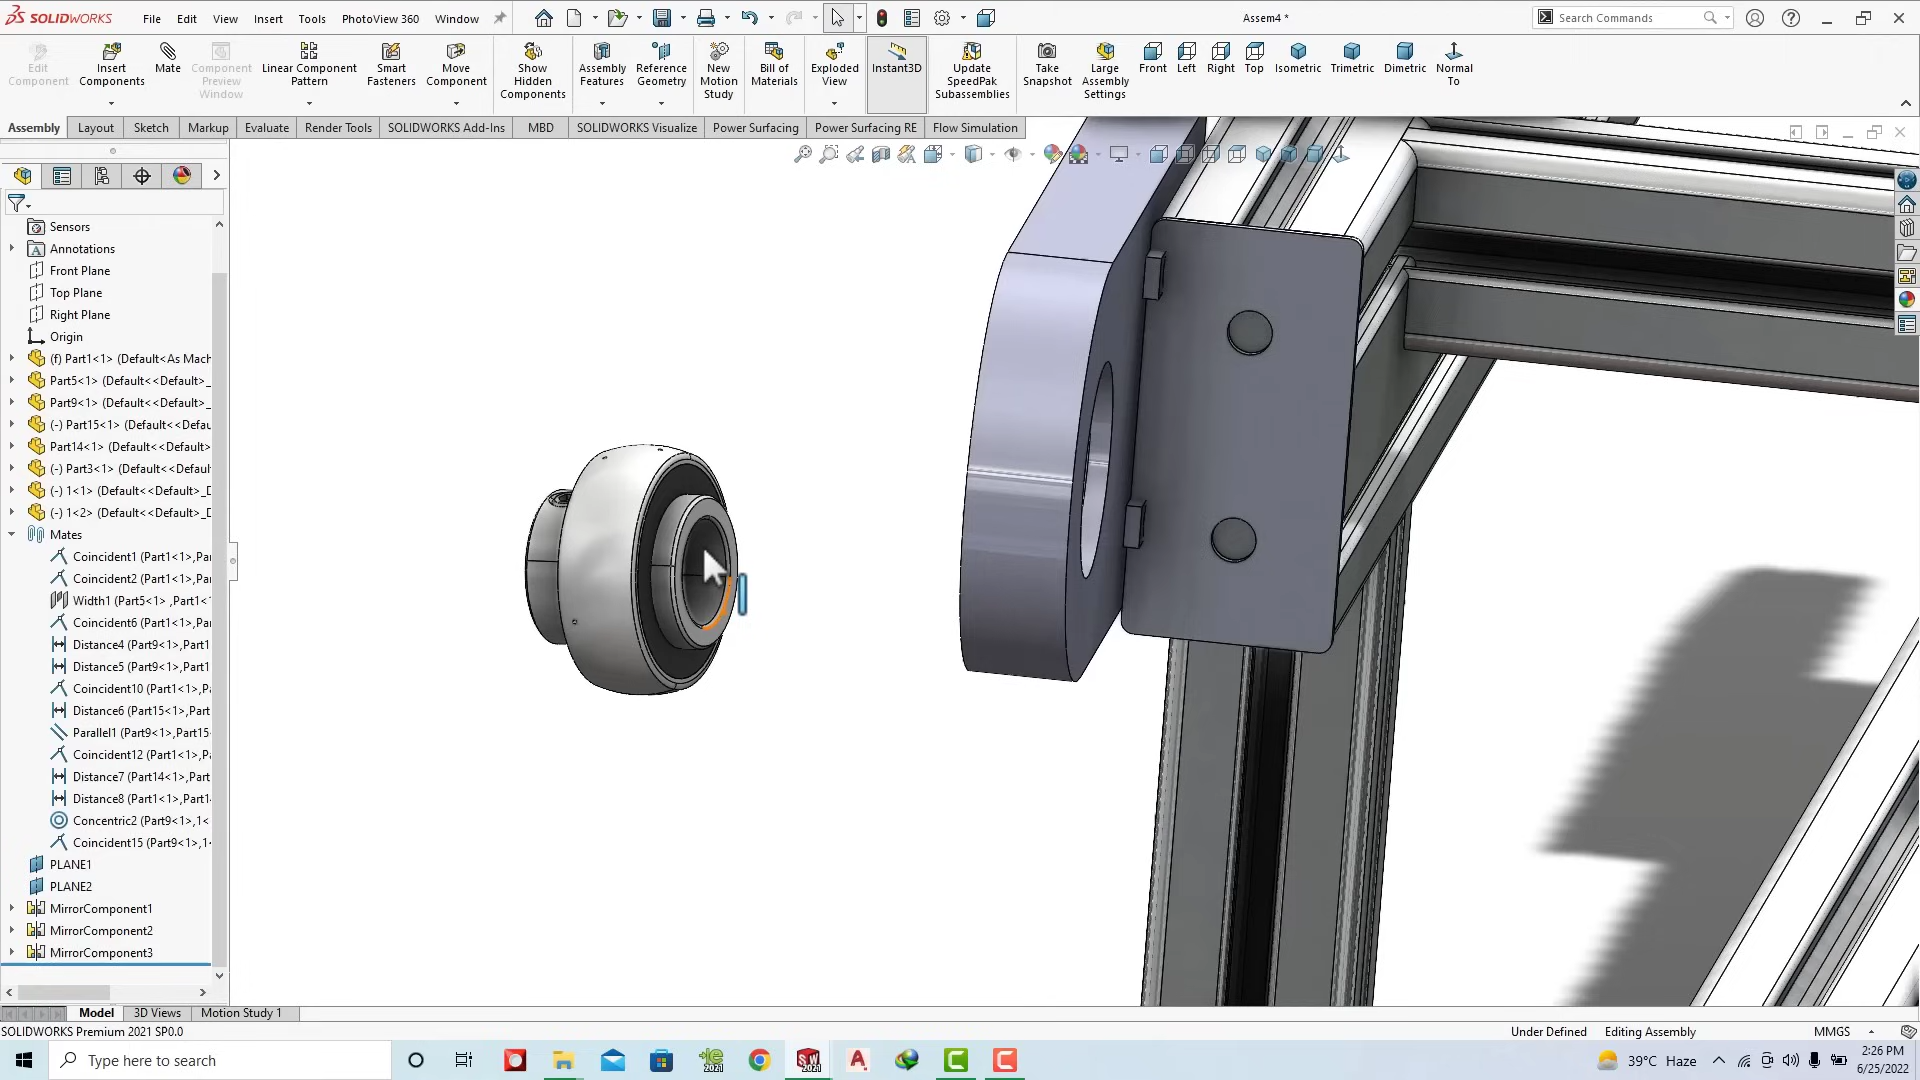 SOLIDWORKS File Edit View Insert Tools PhotoView 360 Window Assem4 * Search Commands
Edit Component
Insert Components
Mate
Component Preview Window
Linear Component Pattern
Smart Fasteners
Move Component
Show Hidden Components
Assembly Features
Reference Geometry
New Motion Study
Bill of Materials
Exploded View
Instant3D
Update SpeedPak Subassemblies
Take Snapshot
Large Assembly Settings
Front
Left
Right
Top
Isometric
Trimetric
Dimetric
Normal To
Assembly Layout Sketch Markup Evaluate Render Tools SOLIDWORKS Add-Ins MBD SOLIDWORKS Visualize Power Surfacing Power Surfacing RE Flow Simulation
Sensors
Annotations
Front Plane
Top Plane
Right Plane
Origin
(f) Part1<1> (Default<As Mach
Part5<1> (Default<<Default>_
Part9<1> (Default<<Default>_
(-) Part15<1> (Default<<Defau
Part14<1> (Default<<Default>
(-) Part3<1> (Default<<Default
(-) 1<1> (Default<<Default>_D
(-) 1<2> (Default<<Default>_D
Mates
Coincident1 (Part1<1>,Par
Coincident2 (Part1<1>,Par
Width1 (Part5<1> ,Part1<
Coincident6 (Part1<1>,Par
Distance4 (Part9<1>,Part1
Distance5 (Part9<1>,Part1
Coincident10 (Part1<1>,Pa
Distance6 (Part15<1>,Part
Parallel1 (Part9<1>,Part15
Coincident12 (Part1<1>,Pa
Distance7 (Part14<1>,Part
Distance8 (Part1<1>,Part1
Concentric2 (Part9<1>,1<
Coincident15 (Part9<1>,1<
PLANE1
PLANE2
MirrorComponent1
MirrorComponent2
MirrorComponent3
Model 3D Views Motion Study 1
SOLIDWORKS Premium 2021 SP0.0 Under Defined Editing Assembly MMGS
Type here to search 39°C Haze 2:26 PM
6/25/2022